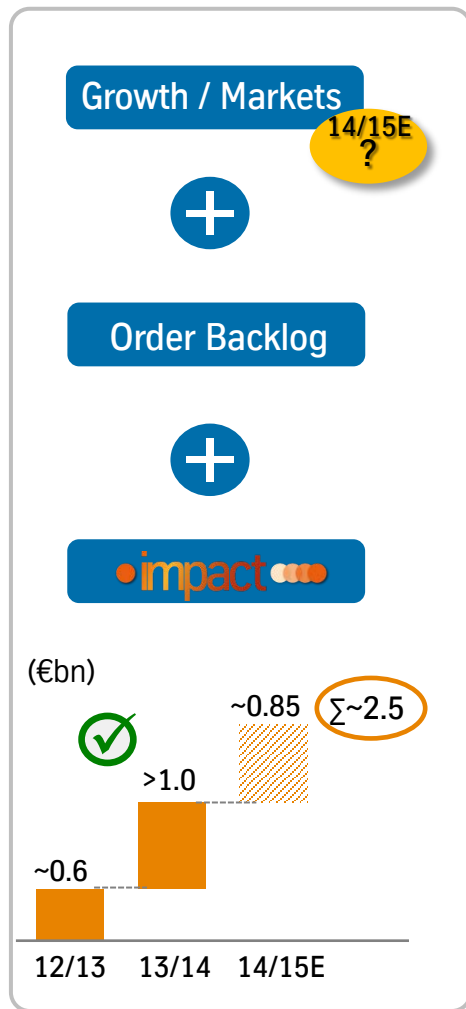 Growth / Markets
14/15E
?
+
Order Backlog
+
impact
(€bn)
~0.85
∑~2.5
>1.0
~0.6
12/13 13/14 14/15E